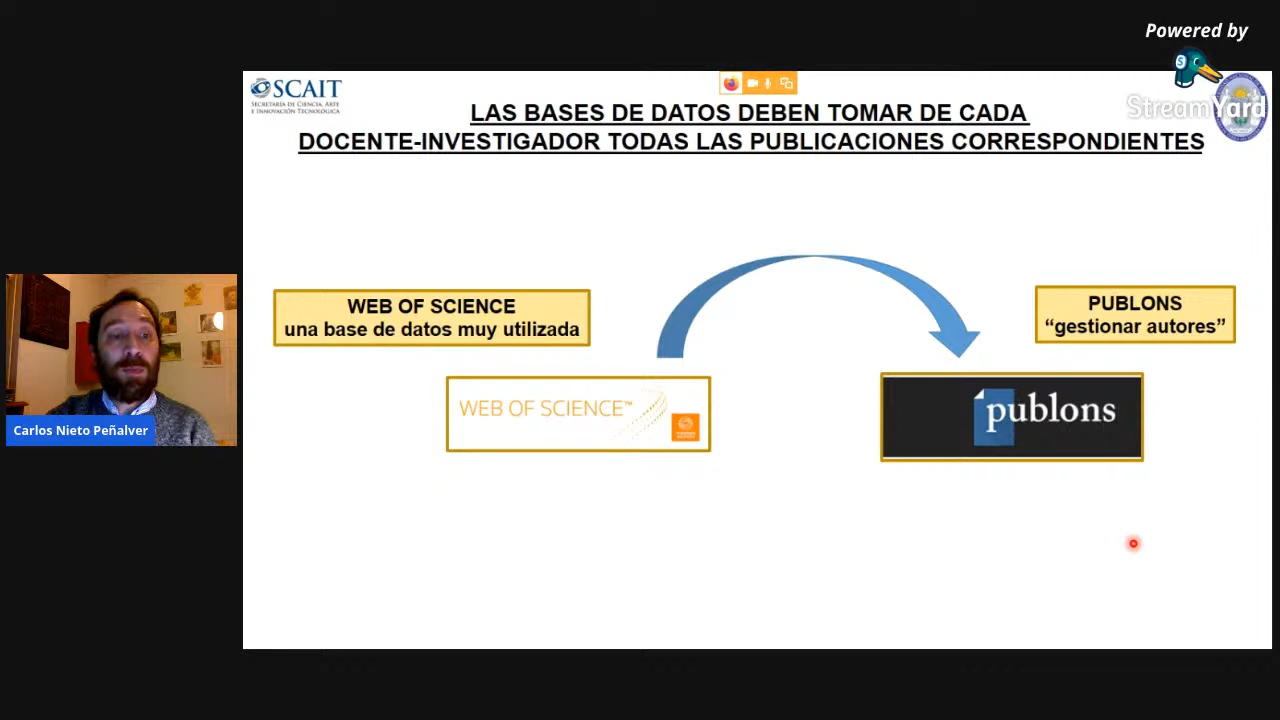 Powered by
StreamYard
SCAIT
SECRETARÍA DE CIENCIA, ARTE
E INNOVACIÓN TECNOLÓGICA
LAS BASES DE DATOS DEBEN TOMAR DE CADA
DOCENTE-INVESTIGADOR TODAS LAS PUBLICACIONES CORRESPONDIENTES
WEB OF SCIENCE
una base de datos muy utilizada
PUBLONS
“gestionar autores”
WEB OF SCIENCE™
publons
Carlos Nieto Peñalver